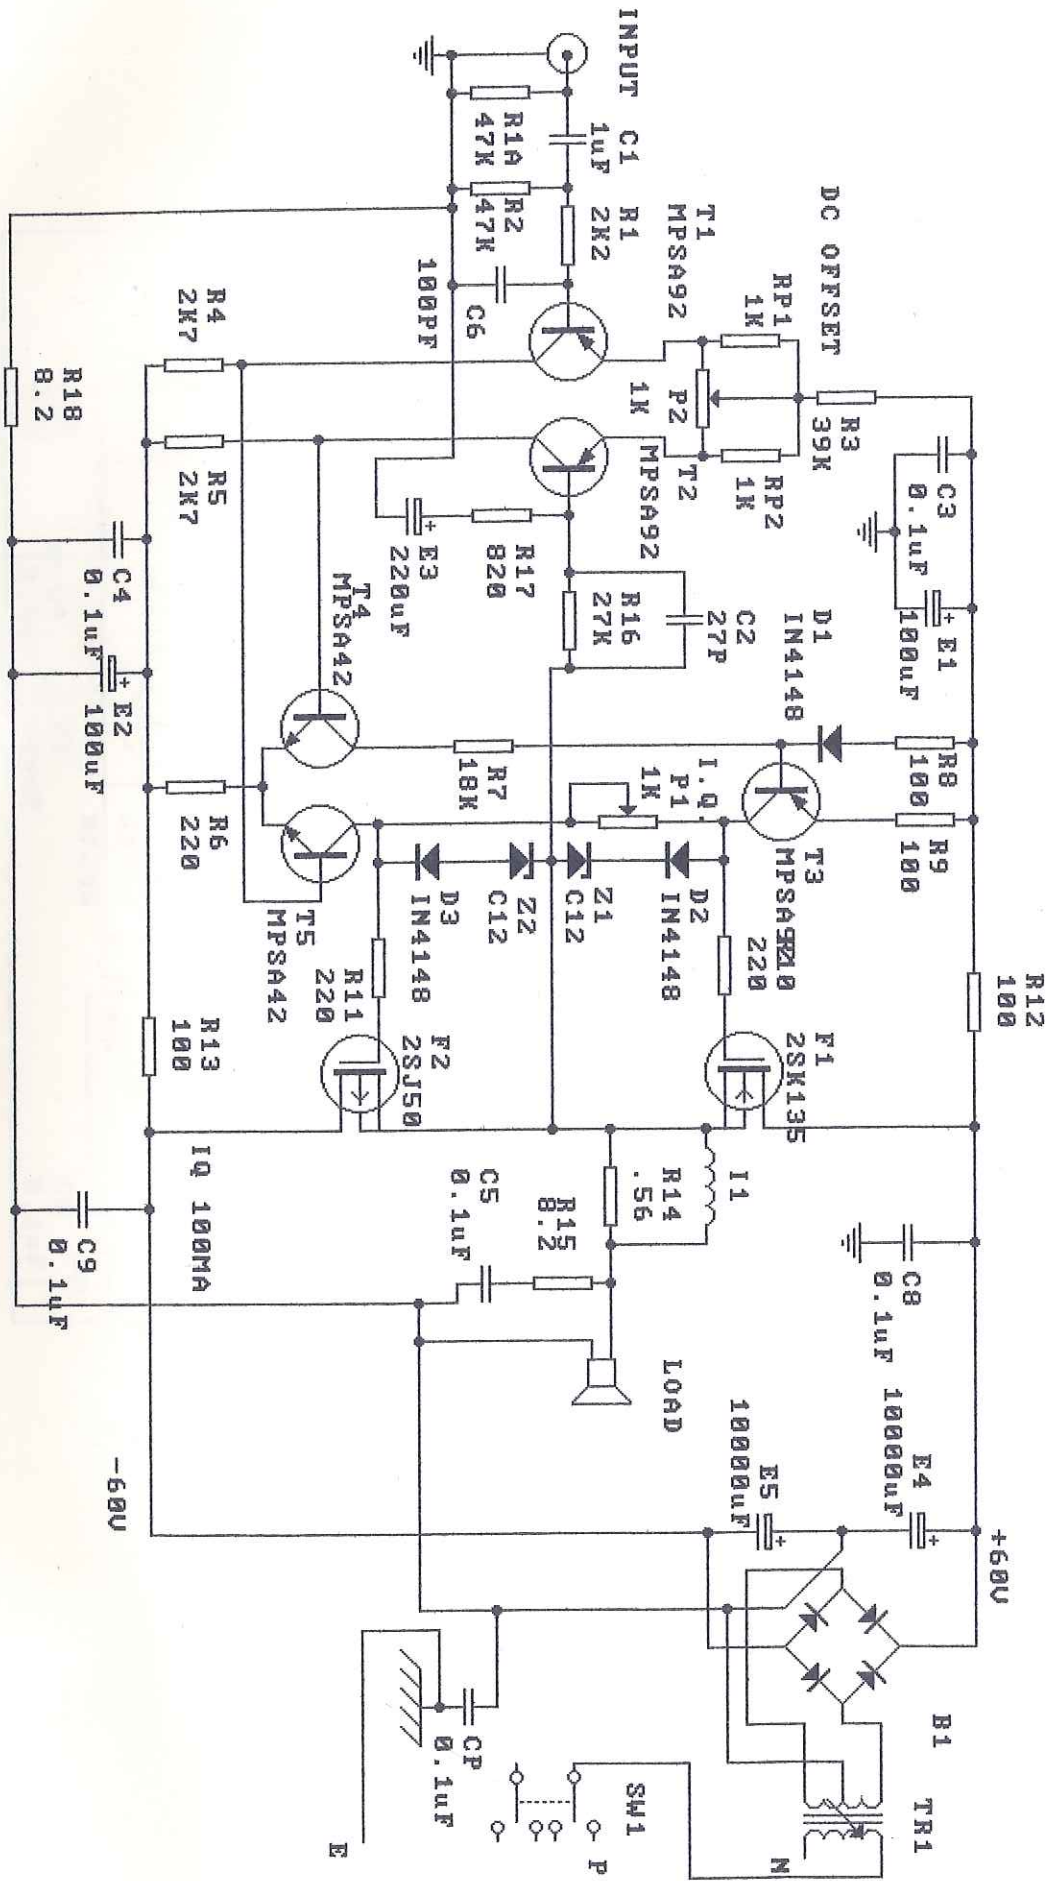 INPUT
C1
1uF
R1A
47K
R2
47K
R1
2K2
C6
100PF
T1
MPSA92
DC OFFSET
RP1
1K
P2
1K
RP2
1K
R3
39K
T2
MPSA92
C3
0.1uF
E1
100uF
R4
2K7
R5
2K7
R18
8.2
C4
0.1uF
E2
100uF
E3
220uF
R17
820
R16
27K
C2
27P
T4
MPSA42
D1
IN4148
R8
100
R9
100
R7
18K
I.Q.
P1
1K
T3
R6
220
T5
MPSA42
D3
IN4148
Z2
C12
Z1
C12
D2
IN4148
220
R11
220
F2
2SJ50
F1
2SK135
R12
100
R13
100
IQ 100MA
I1
R14
.56
R15
8.2
C5
0.1uF
C8
0.1uF
C9
0.1uF
LOAD
E4
10000uF
E5
10000uF
+60V
-60V
B1
TR1
CP
0.1uF
SW1
P
N
E